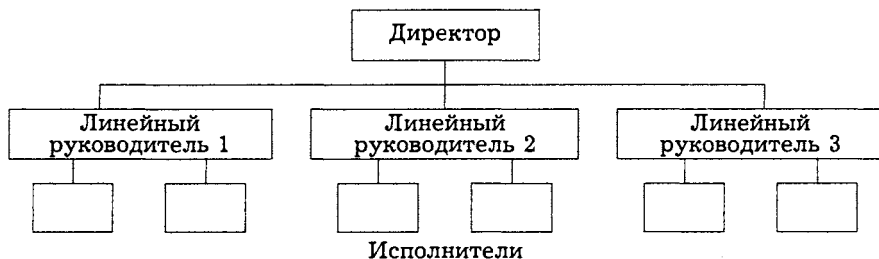 Директор
Линейный
руководитель 1
Линейный
руководитель 2
Линейный
руководитель 3
Исполнители